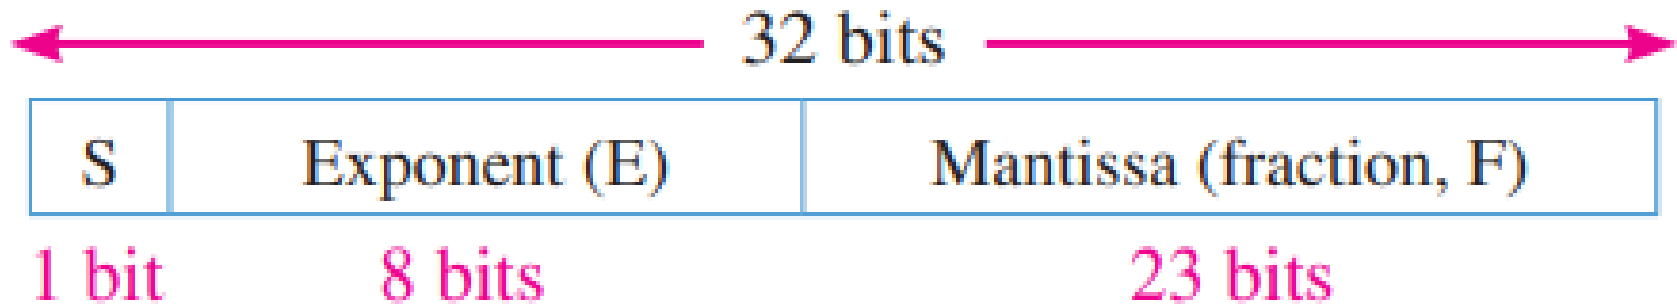 32 bits
S Exponent (E) Mantissa (fraction, F)
1 bit 8 bits 23 bits